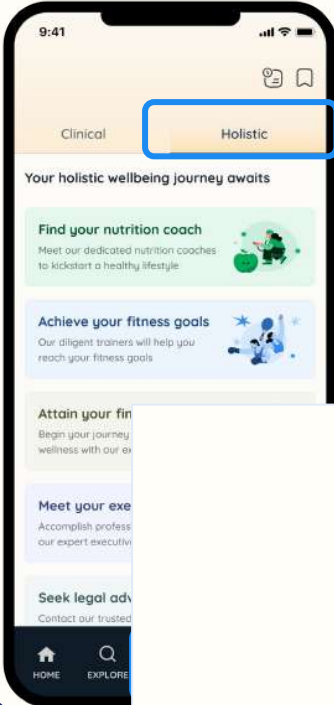 9:41
Clinical Holistic
Your holistic wellbeing journey awaits
Find your nutrition coach
Meet our dedicated nutrition coaches
to kickstart a healthy lifestyle
Achieve your fitness goals
Our diligent trainers will help you
reach your fitness goals
Attain your fin
Begin your journey
wellness with our
Meet your exe
Accomplish profess
our expert executiv
Seek legal adv
Contact our trusted
HOME EXPLORE